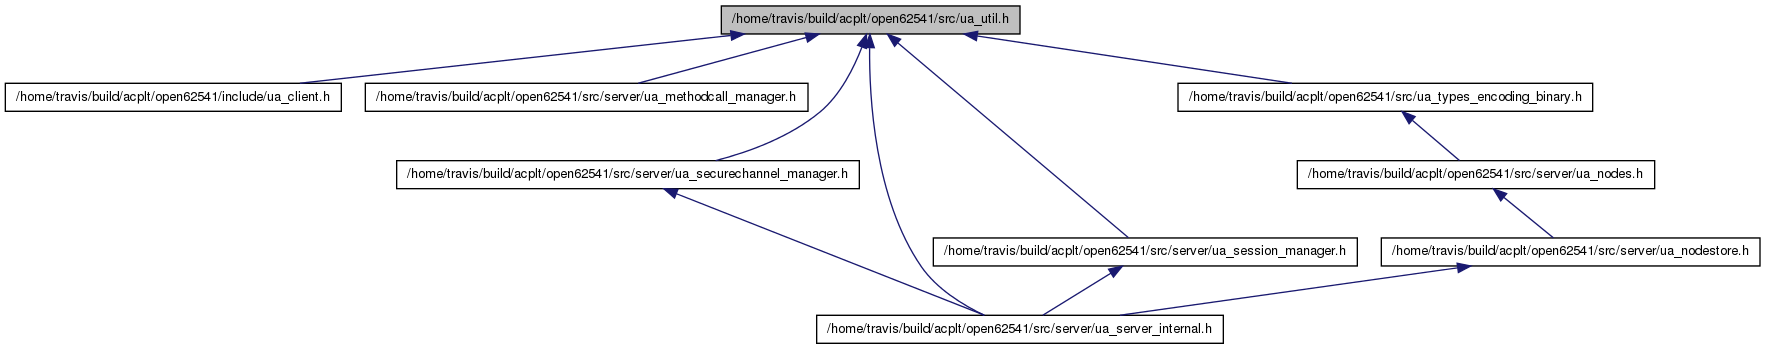 /home/travis/build/acplt/open62541/src/ua_util.h
/home/travis/build/acplt/open62541/include/ua_client.h
/home/travis/build/acplt/open62541/src/server/ua_methodcall_manager.h
/home/travis/build/acplt/open62541/src/ua_types_encoding_binary.h
/home/travis/build/acplt/open62541/src/server/ua_securechannel_manager.h
/home/travis/build/acplt/open62541/src/server/ua_nodes.h
/home/travis/build/acplt/open62541/src/server/ua_session_manager.h
/home/travis/build/acplt/open62541/src/server/ua_nodestore.h
/home/travis/build/acplt/open62541/src/server/ua_server_internal.h